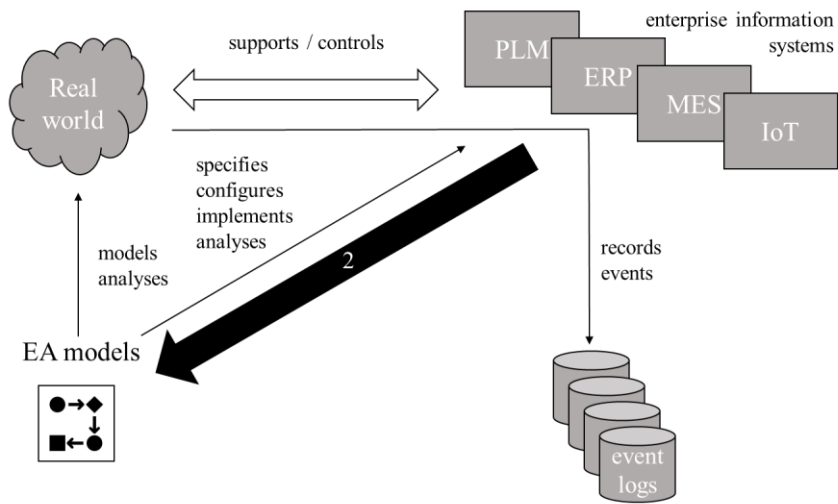 supports / controls
enterprise information
systems
PLM
ERP
MES
IoT
Real
world
specifies
configures
implements
analyses
models
analyses
2
records
events
EA models
event
logs